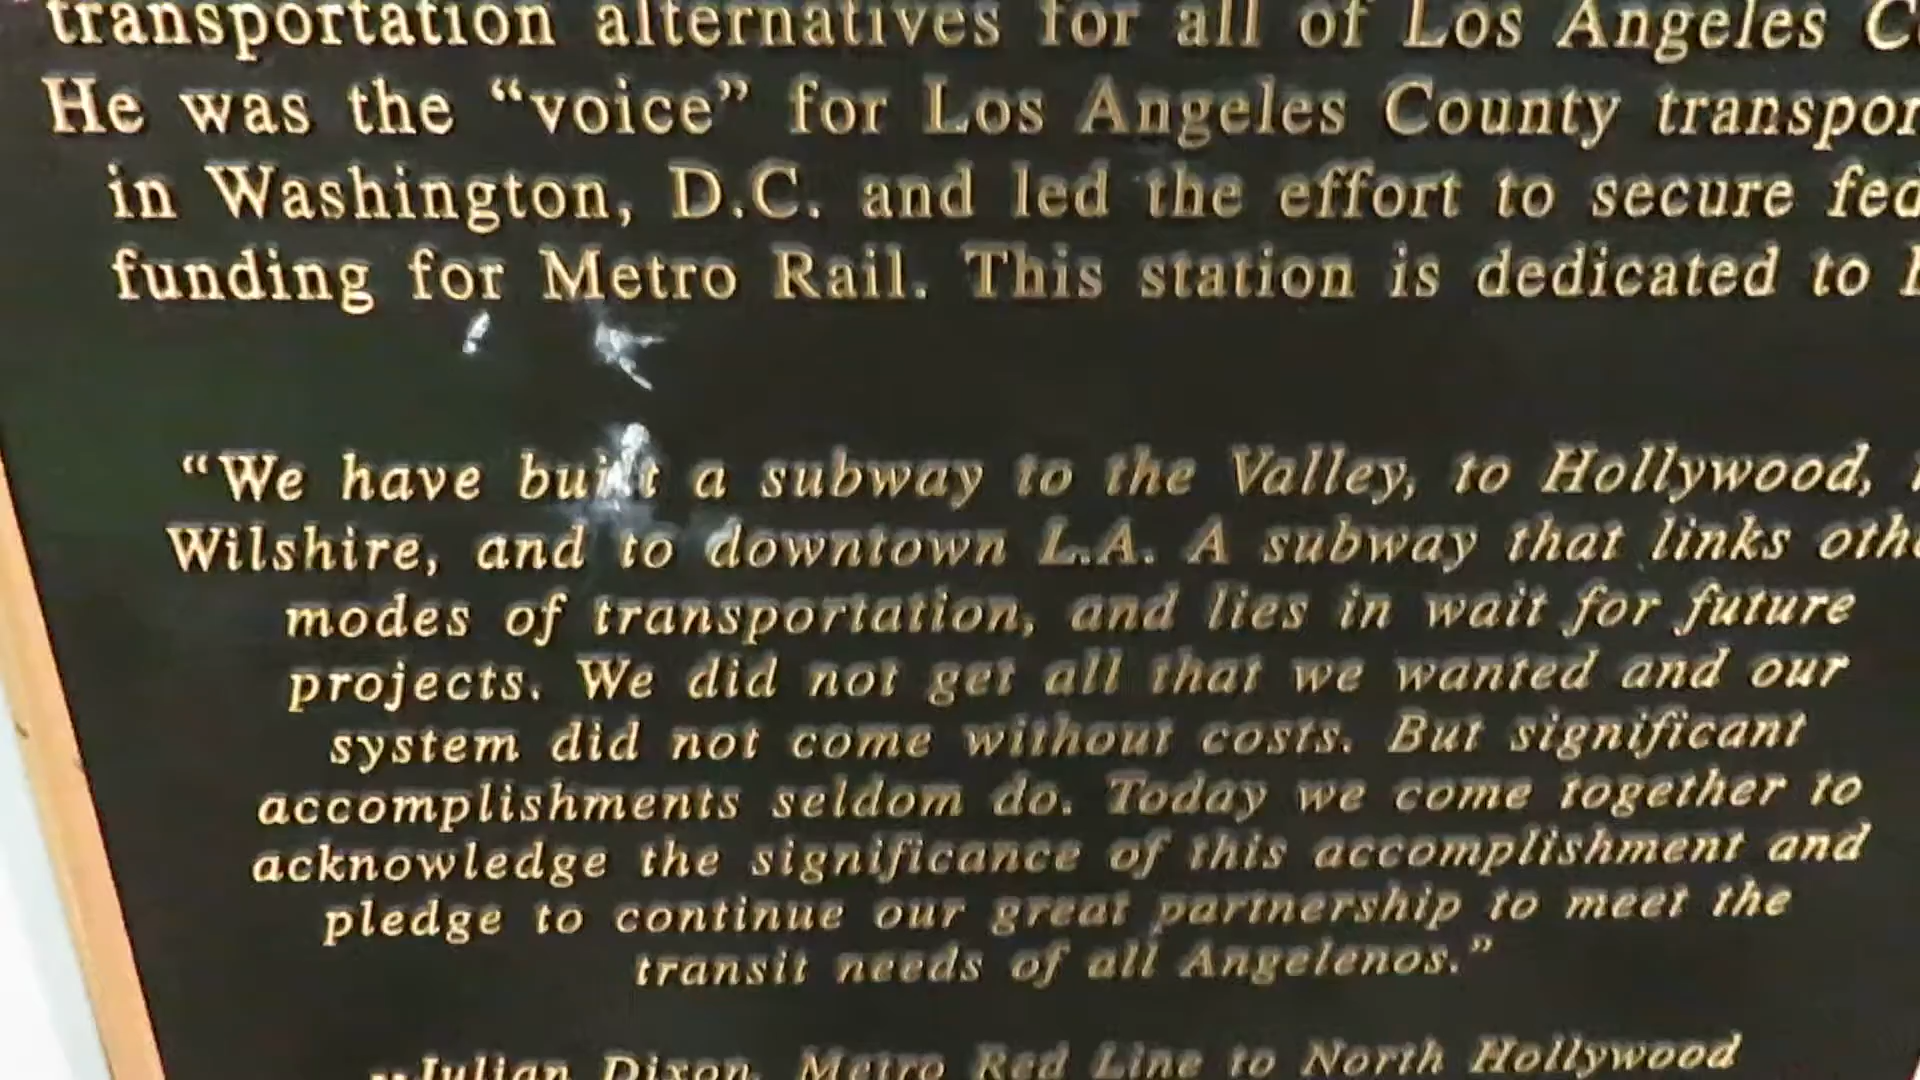 transportation alternatives for all of Los Angeles
He was the “voice” for Los Angeles County
in Washington, D.C. and led the effort to secure
funding for Metro Rail. This station is dedicated to
“We have built a subway to the Valley, to Hollywood,
Wilshire, and to downtown L.A. A subway that links
modes of transportation, and lies in wait for future
projects. We did not get all that we wanted and our
system did not come without costs. But significant
accomplishments seldom do. Today we come together to
acknowledge the significance of this accomplishment and
pledge to continue our great partnership to meet the
transit needs of all Angelenos.”
--Julian Dixon, Metro Red Line to North Hollywood